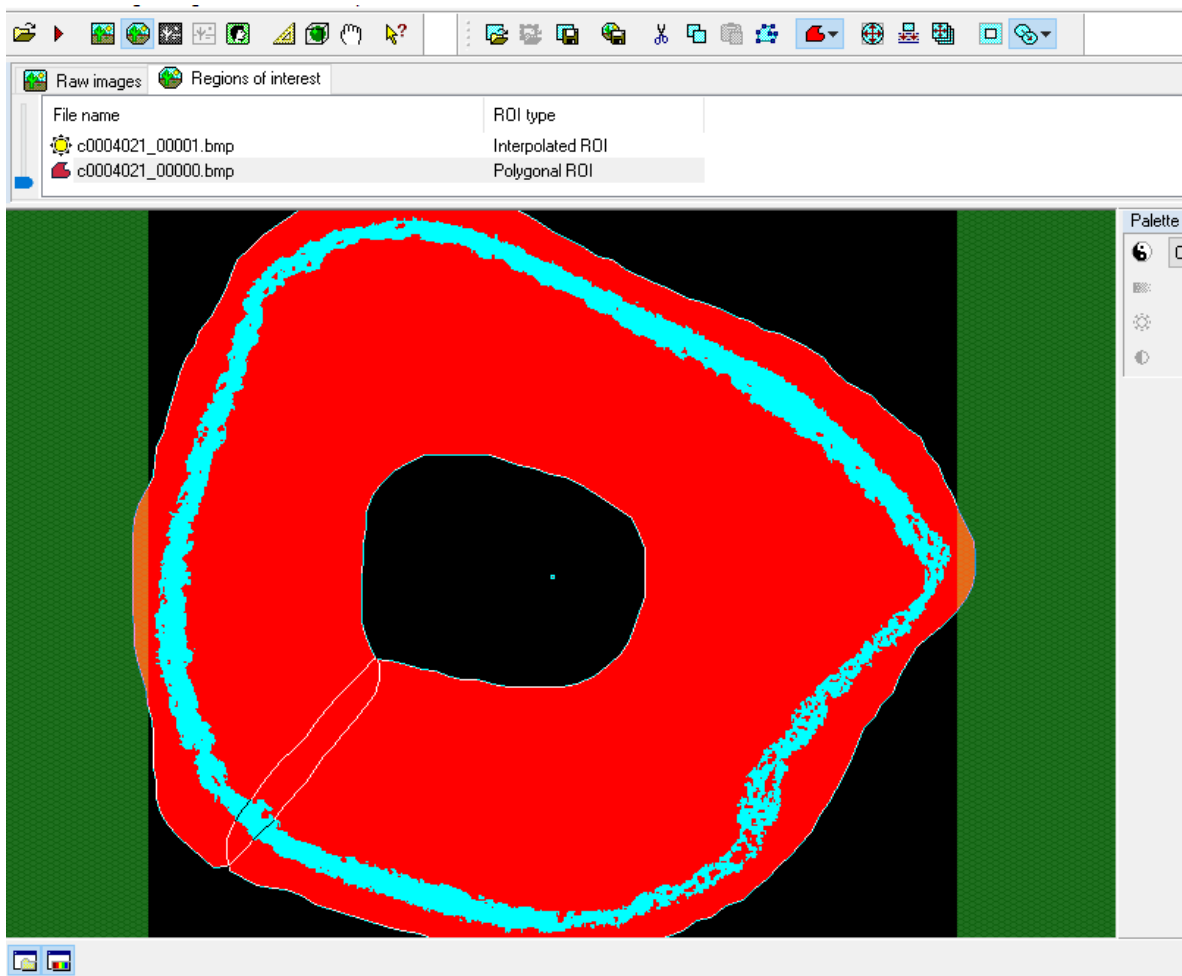 Raw images Regions of interest
File name ROI type
c0004021_00001.bmp Interpolated ROI
c0004021_00000.bmp Polygonal ROI
Palette